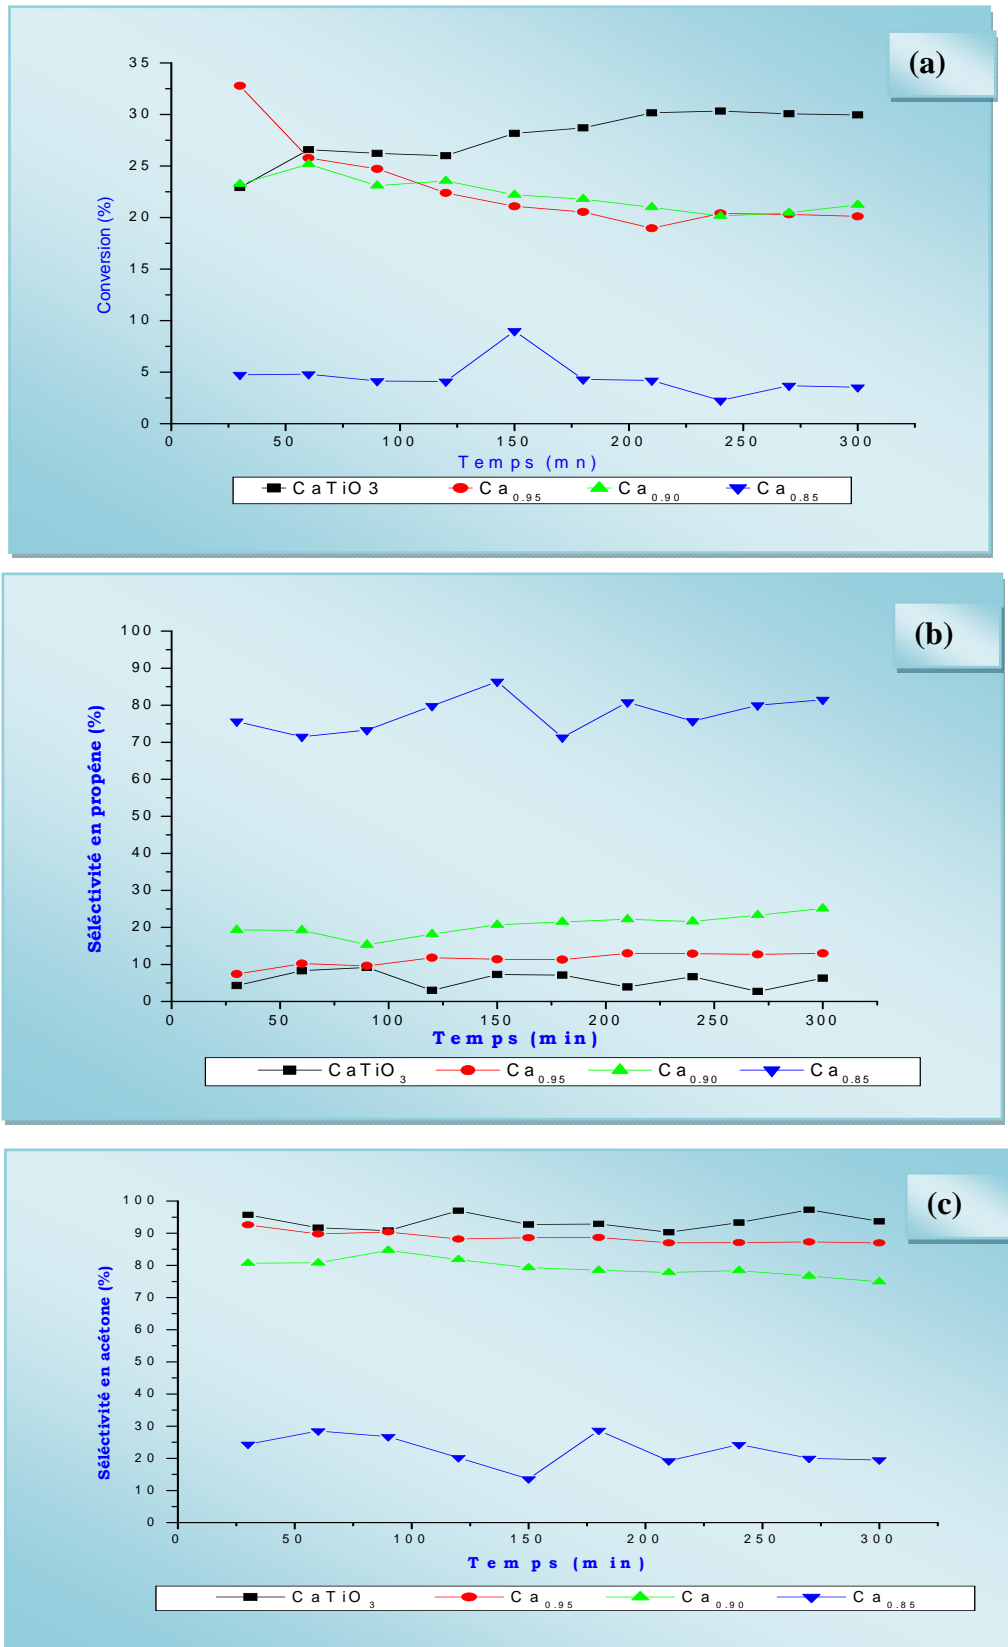 (a)
35
30
25
20
15
10
5
0
Conversion (%)
0 50 100 150 200 250 300
Temps (mn)
CaTiO3 Ca0.95 Ca0.90 Ca0.85
(b)
100
90
80
70
60
50
40
30
20
10
0
Séléctivité en propéne (%)
0 50 100 150 200 250 300
Temps (min)
CaTiO3 Ca0.95 Ca0.90 Ca0.85
(c)
100
90
80
70
60
50
40
30
20
10
0
Séléctivité en acétone (%)
0 50 100 150 200 250 300
Temps (min)
CaTiO3 Ca0.95 Ca0.90 Ca0.85